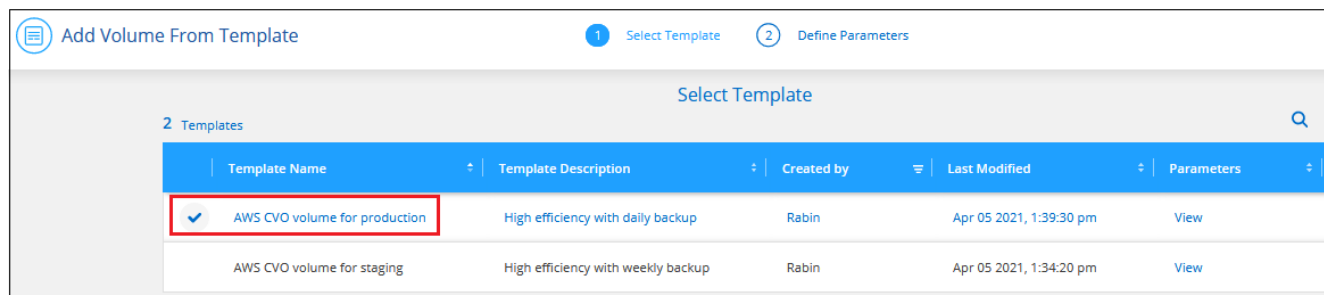 Add Volume From Template 1 Select Template 2 Define Parameters
Select Template
2 Templates
Template Name Template Description Created by Last Modified Parameters
AWS CVO volume for production High efficiency with daily backup Rabin Apr 05 2021, 1:39:30 pm View
AWS CVO volume for staging High efficiency with weekly backup Rabin Apr 05 2021, 1:34:20 pm View